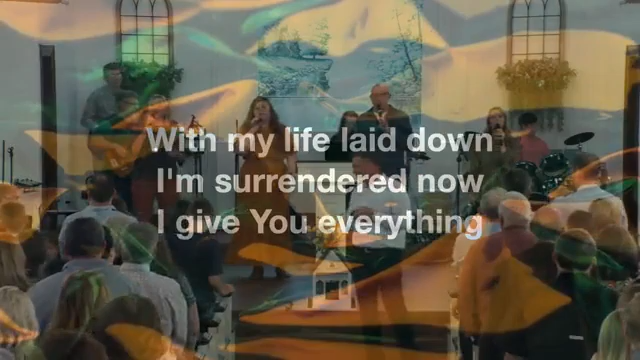 With my life laid down
I'm surrendered now
I give You everything